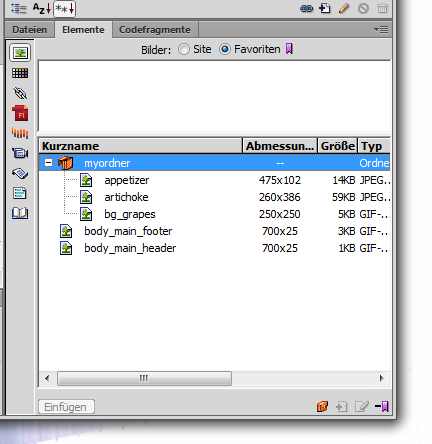 A Z **
Dateien Elemente Codefragmente
Bilder: Site Favoriten
Fl
Kurzname Abmessun... Größe Typ
myordner -- Ordne
appetizer 475x102 14KB JPEG...
artichoke 260x386 59KB JPEG...
bg_grapes 250x250 5KB GIF-...
body_main_footer 700x25 3KB GIF-...
body_main_header 700x25 1KB GIF-...
Einfügen